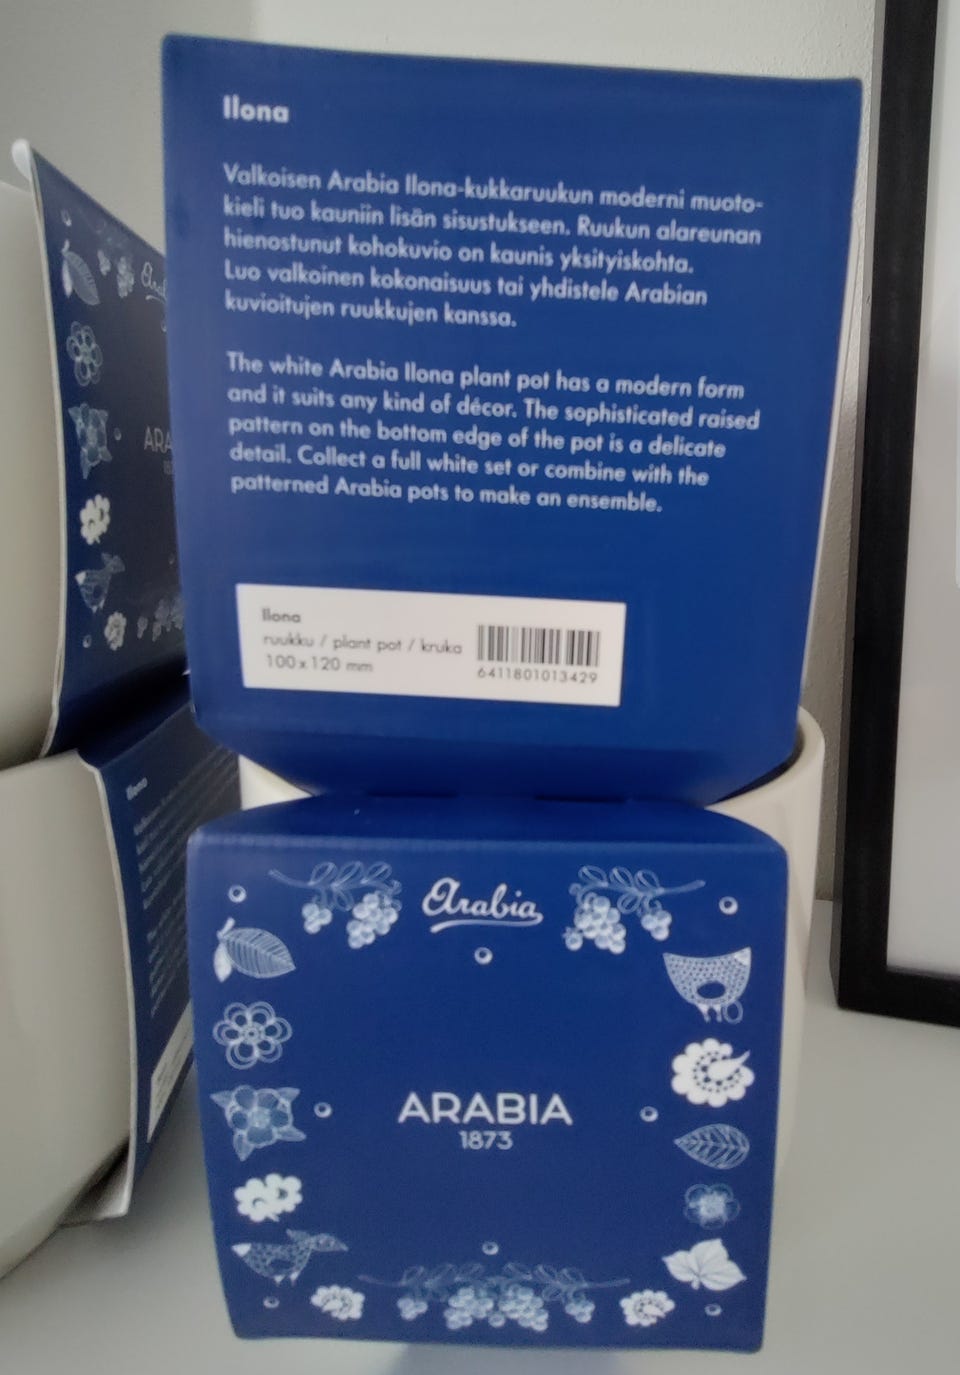 Ilona
Valkoisen Arabia Ilona-kukkaruukun moderni muoto-
kieli tuo kauniin lisän sisustukseen. Ruukun alareunan
hienostunut kohokuvio on kaunis yksityiskohta.
Luo valkoinen kokonaisuus tai yhdistele Arabian
kuvioitujen ruukkujen kanssa.
The white Arabia Ilona plant pot has a modern form
and it suits any kind of décor. The sophisticated raised
pattern on the bottom edge of the pot is a delicate
detail. Collect a full white set or combine with the
patterned Arabia pots to make an ensemble.
Ilona
ruukku / plant pot / kruka
100 x 120 mm
6411801013429
Arabia
ARABIA
1873
ARA
Ilona